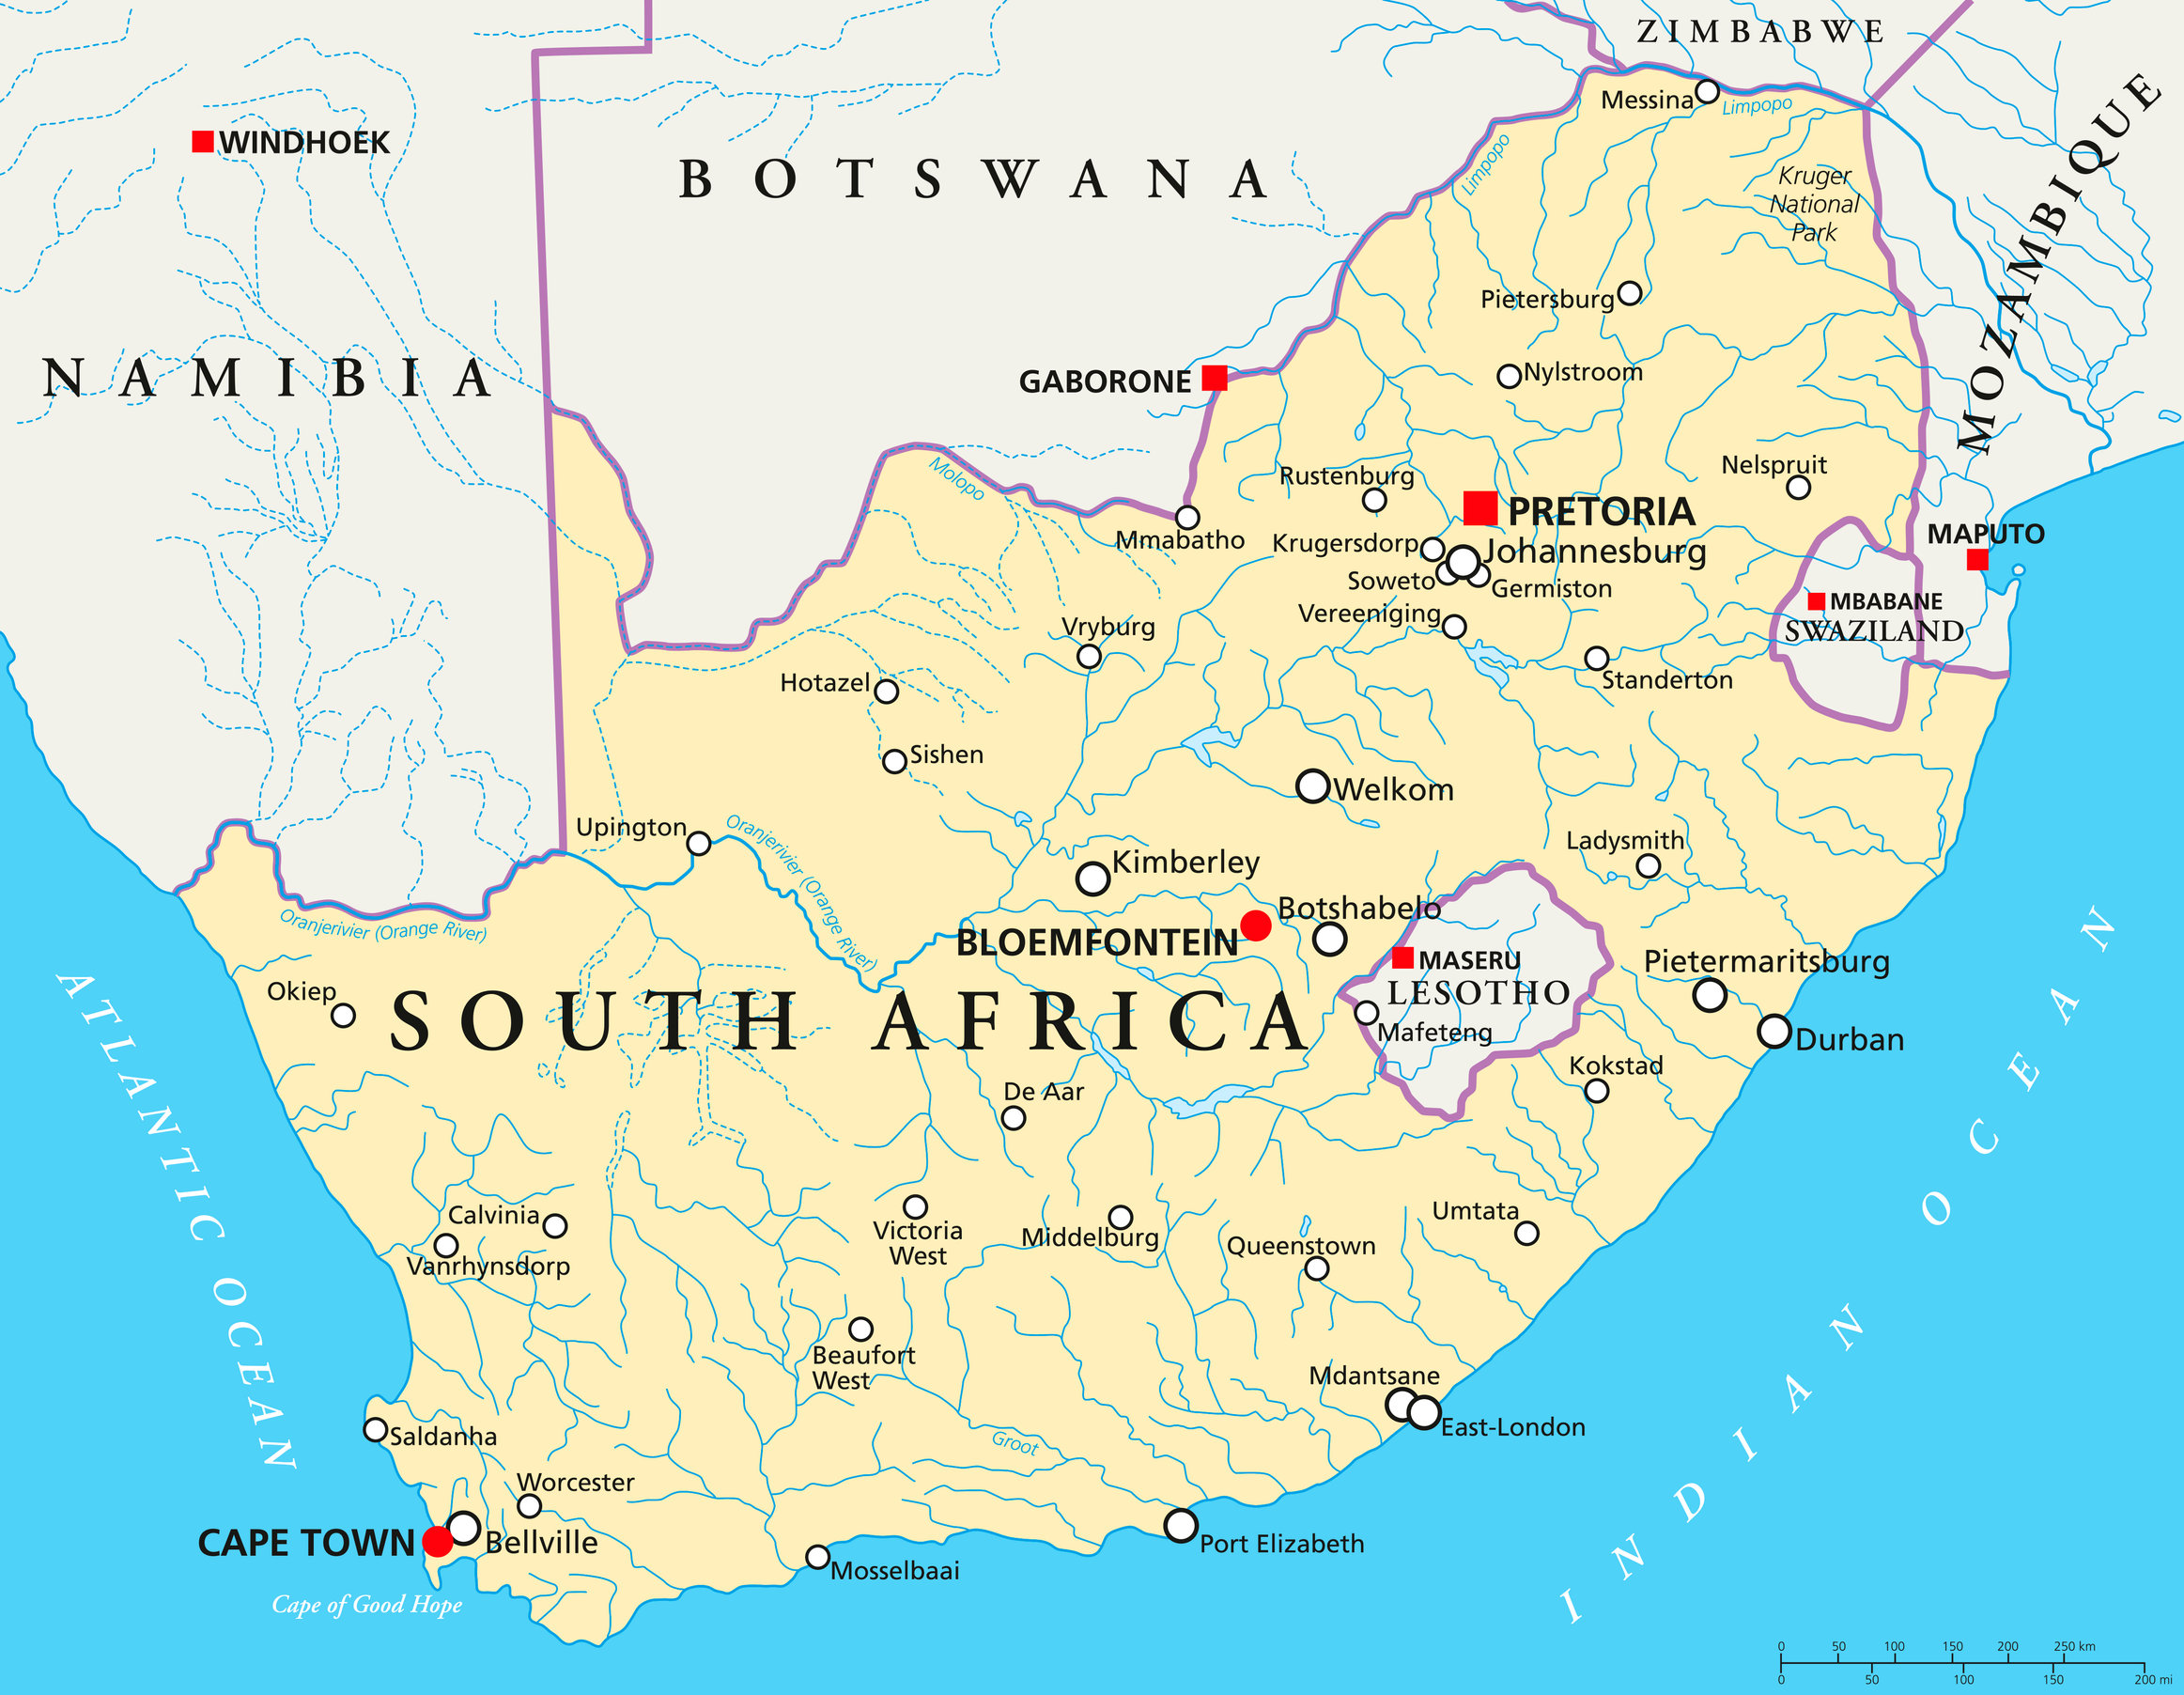 ZIMBABWE
Messina
Limpopo
WINDHOEK
BOTSWANA
Limpopo
Kruger
National
Park
MOZAMBIQUE
Pietersburg
NAMIBIA
GABORONE
Nylstroom
Molopo
Rustenburg
Nelspruit
PRETORIA
Mmabatho
Krugersdorp
Johannesburg
MAPUTO
Soweto
Germiston
MBABANE
SWAZILAND
Vereeniging
Vryburg
Hotazel
Standerton
Sishen
Welkom
Upington
Oranjerivier (Orange River)
Ladysmith
Kimberley
Botshabelo
Oranjerivier (Orange River)
BLOEMFONTEIN
MASERU
LESOTHO
Pietermaritsburg
Okiep
SOUTH AFRICA
Mafeteng
Durban
Kokstad
De Aar
ATLANTIC OCEAN
INDIAN OCEAN
Calvinia
Vanrhynsdorp
Victoria
West
Middelburg
Umtata
Queenstown
Beaufort
West
Mdantsane
East-London
Saldanha
Groot
Worcester
CAPE TOWN
Bellville
Port Elizabeth
Mosselbaai
Cape of Good Hope
0 50 100 150 200 250 km
0 50 100 150 200 mi